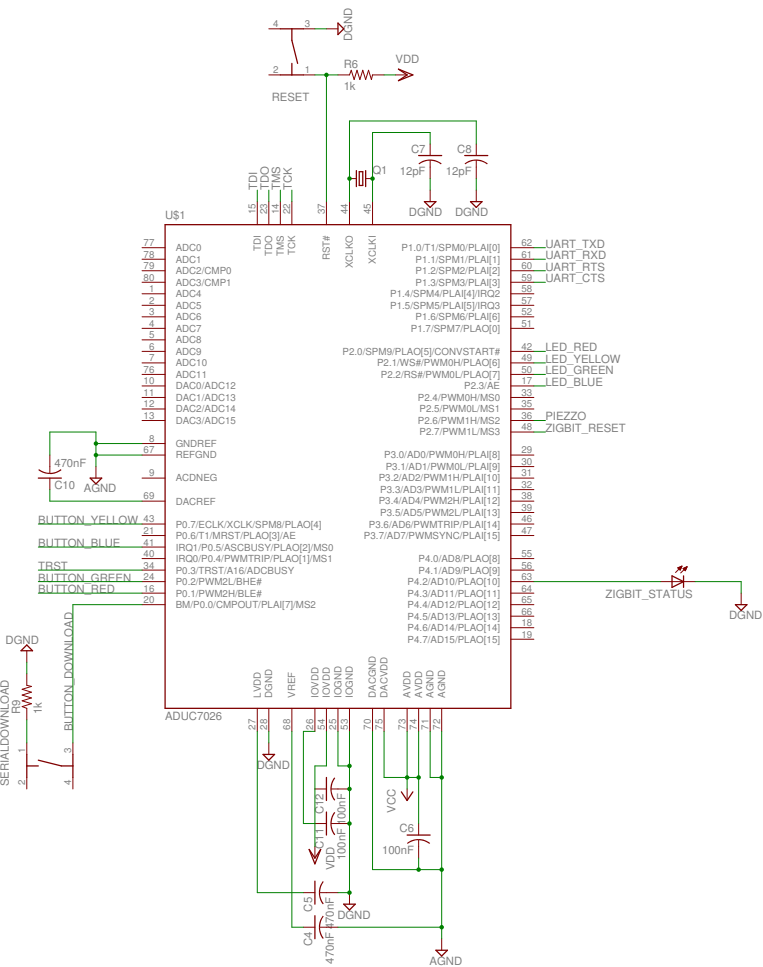 4
3
DGND
2
1
R6
1k
VDD
RESET
C7
12pF
C8
12pF
Q1
DGND
DGND
TDI
TDO
TMS
TCK
15
23
14
22
37
44
45
U$1
TDI
TDO
TMS
TCK
RST#
XCLKO
XCLKI
77 ADC0
78 ADC1
79 ADC2/CMP0
80 ADC3/CMP1
1 ADC4
2 ADC5
3 ADC6
4 ADC7
5 ADC8
6 ADC9
7 ADC10
76 ADC11
10 DAC0/ADC12
11 DAC1/ADC13
12 DAC2/ADC14
13 DAC3/ADC15
8 GNDREF
67 REFGND
9 ACDNEG
69 DACREF
470nF
C10
AGND
BUTTON_YELLOW 43 P0.7/ECLK/XCLK/SPM8/PLAO[4]
21 P0.6/T1/MRST/PLAO[3]/AE
BUTTON_BLUE 41 IRQ1/P0.5/ASCBUSY/PLAO[2]/MS0
40 IRQ0/P0.4/PWMTRIP/PLAO[1]/MS1
TRST 34 P0.3/TRST/A16/ADCBUSY
BUTTON_GREEN 24 P0.2/PWM2L/BHE#
BUTTON_RED 16 P0.1/PWM2H/BLE#
20 BM/P0.0/CMPOUT/PLAI[7]/MS2
P1.0/T1/SPM0/PLAI[0] 62 UART_TXD
P1.1/SPM1/PLAI[1] 61 UART_RXD
P1.2/SPM2/PLAI[2] 60 UART_RTS
P1.3/SPM3/PLAI[3] 59 UART_CTS
P1.4/SPM4/PLAI[4]/IRQ2 58
P1.5/SPM5/PLAI[5]/IRQ3 57
P1.6/SPM6/PLAI[6] 52
P1.7/SPM7/PLAO[0] 51
P2.0/SPM9/PLAO[5]/CONVSTART# 42 LED_RED
P2.1/WS#/PWM0H/PLAO[6] 49 LED_YELLOW
P2.2/RS#/PWM0L/PLAO[7] 50 LED_GREEN
P2.3/AE 17 LED_BLUE
P2.4/PWM0H/MS0 33
P2.5/PWM0L/MS1 35
P2.6/PWM1H/MS2 36 PIEZZO
P2.7/PWM1L/MS3 48 ZIGBIT_RESET
P3.0/AD0/PWM0H/PLAI[8] 29
P3.1/AD1/PWM0L/PLAI[9] 30
P3.2/AD2/PWM1H/PLAI[10] 31
P3.3/AD3/PWM1L/PLAI[11] 32
P3.4/AD4/PWM2H/PLAI[12] 38
P3.5/AD5/PWM2L/PLAI[13] 39
P3.6/AD6/PWMTRIP/PLAI[14] 46
P3.7/AD7/PWMSYNC/PLAI[15] 47
P4.0/AD8/PLAO[8] 55
P4.1/AD9/PLAO[9] 56
P4.2/AD10/PLAO[10] 63
P4.3/AD11/PLAO[11] 64
P4.4/AD12/PLAO[12] 65
P4.5/AD13/PLAO[13] 66
P4.6/AD14/PLAO[14] 18
P4.7/AD15/PLAO[15] 19
ZIGBIT_STATUS
DGND
DGND
R9
1k
BUTTON_DOWNLOAD
SERIALDOWNLOAD
1
2
3
4
LVDD
DGND
VREF
IOVDD
IOVDD
IOGND
IOGND
DACGND
DACVDD
AVDD
AVDD
AGND
AGND
ADUC7026
27
28
68
26
54
25
53
70
75
73
74
71
72
DGND
C12
100nF
C11
100nF
VDD
VCC
C6
100nF
C5
470nF
DGND
C4
470nF
AGND